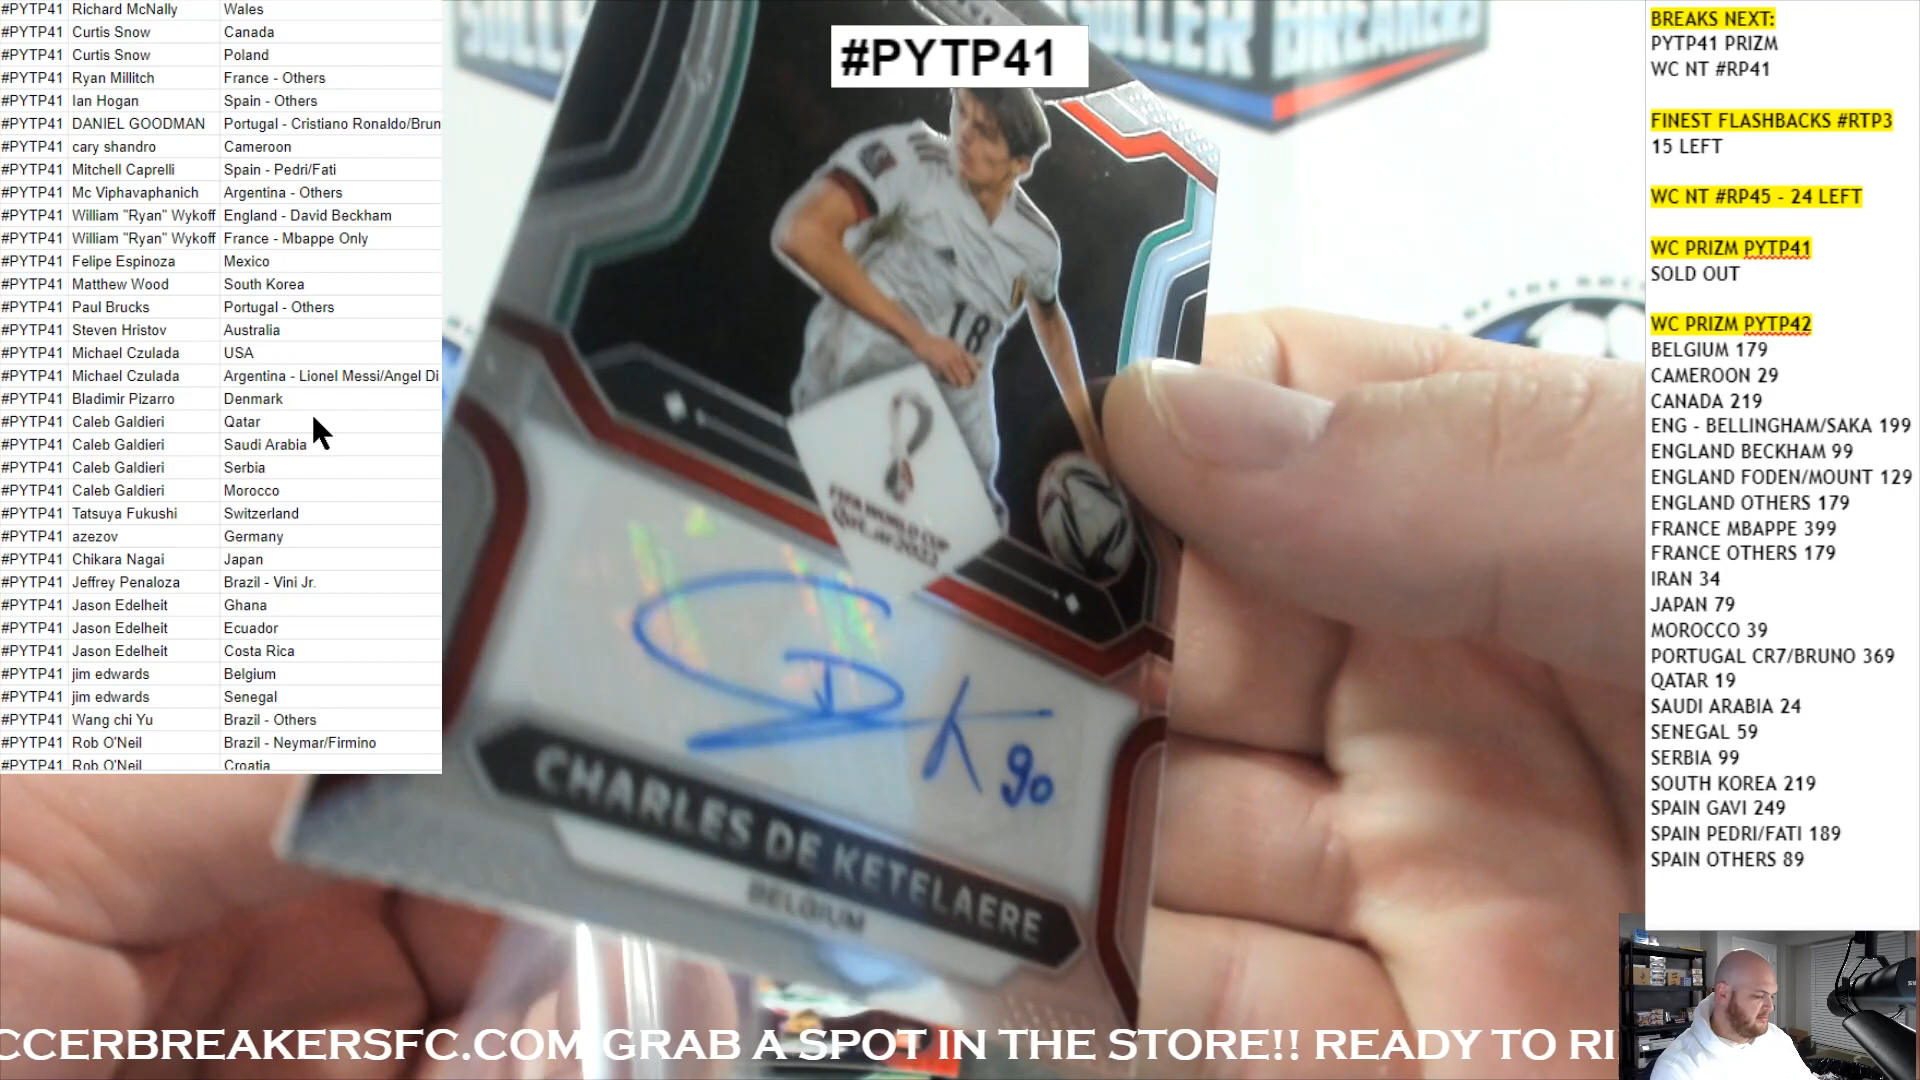 #PYTP41 Richard McNally Wales
#PYTP41 Curtis Snow Canada
#PYTP41 Curtis Snow Poland
#PYTP41 Ryan Millitch France - Others
#PYTP41 Ian Hogan Spain - Others
#PYTP41 DANIEL GOODMAN Portugal - Cristiano Ronaldo/Brun
#PYTP41 cary shandro Cameroon
#PYTP41 Mitchell Caprelli Spain - Pedri/Fati
#PYTP41 Mc Viphavaphanich Argentina - Others
#PYTP41 William "Ryan" Wykoff England - David Beckham
#PYTP41 William "Ryan" Wykoff France - Mbappe Only
#PYTP41 Felipe Espinoza Mexico
#PYTP41 Matthew Wood South Korea
#PYTP41 Paul Brucks Portugal - Others
#PYTP41 Steven Hristov Australia
#PYTP41 Michael Czulada USA
#PYTP41 Michael Czulada Argentina - Lionel Messi/Angel Di
#PYTP41 Bladimir Pizarro Denmark
#PYTP41 Caleb Galdieri Qatar
#PYTP41 Caleb Galdieri Saudi Arabia
#PYTP41 Caleb Galdieri Serbia
#PYTP41 Caleb Galdieri Morocco
#PYTP41 Tatsuya Fukushi Switzerland
#PYTP41 azezov Germany
#PYTP41 Chikara Nagai Japan
#PYTP41 Jeffrey Penaloza Brazil - Vini Jr.
#PYTP41 Jason Edelheit Ghana
#PYTP41 Jason Edelheit Ecuador
#PYTP41 Jason Edelheit Costa Rica
#PYTP41 jim edwards Belgium
#PYTP41 jim edwards Senegal
#PYTP41 Wang chi Yu Brazil - Others
#PYTP41 Rob O'Neil Brazil - Neymar/Firmino
#PYTP41 Rob O'Neil Croatia
#PYTP41
18
FIFA WORLD CUP
QATAR2022
CDK 90
CHARLES DE KETELAERE
BELGIUM
BREAKS NEXT:
PYTP41 PRIZM
WC NT #RP41
FINEST FLASHBACKS #RTP3
15 LEFT
WC NT #RP45 - 24 LEFT
WC PRIZM PYTP41
SOLD OUT
WC PRIZM PYTP42
BELGIUM 179
CAMEROON 29
CANADA 219
ENG - BELLINGHAM/SAKA 199
ENGLAND BECKHAM 99
ENGLAND FODEN/MOUNT 129
ENGLAND OTHERS 179
FRANCE MBAPPE 399
FRANCE OTHERS 179
IRAN 34
JAPAN 79
MOROCCO 39
PORTUGAL CR7/BRUNO 369
QATAR 19
SAUDI ARABIA 24
SENEGAL 59
SERBIA 99
SOUTH KOREA 219
SPAIN GAVI 249
SPAIN PEDRI/FATI 189
SPAIN OTHERS 89
CCERBREAKERSFC.COM GRAB A SPOT IN THE STORE!! READY TO RI